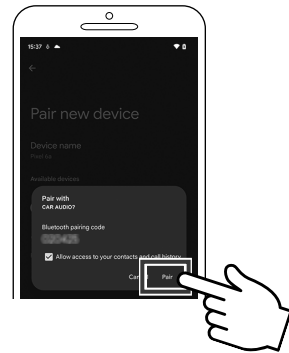 15:37
Pair new device
Device name
Available devices
Pair with
CAR AUDIO?
Bluetooth pairing code
Allow access to your contacts and call history
Pair